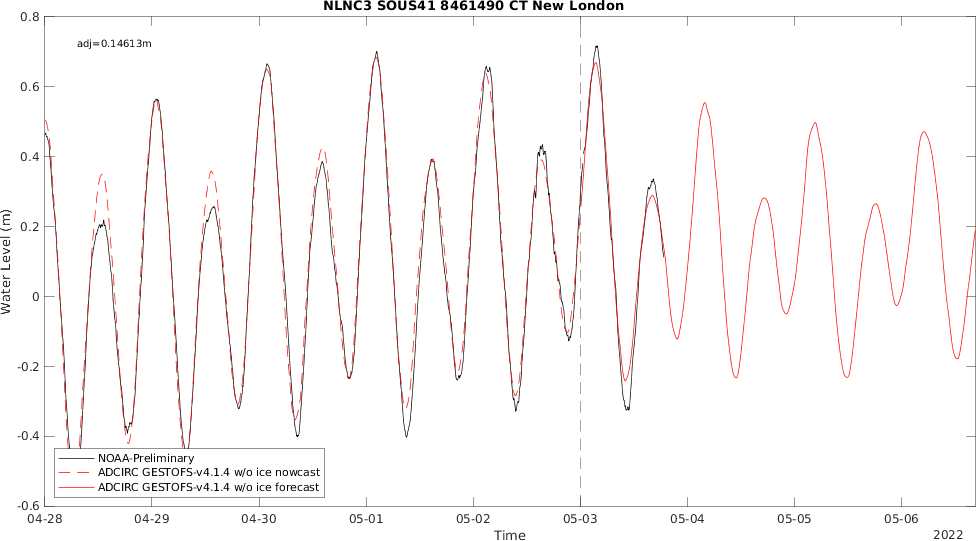 NLNC3 SOUS41 8461490 CT New London
adj=0.14613m
0.8
0.6
0.4
0.2
0
-0.2
-0.4
-0.6
Water Level (m)
NOAA-Preliminary
ADCIRC GESTOFS-v4.1.4 w/o ice nowcast
ADCIRC GESTOFS-v4.1.4 w/o ice forecast
04-28 04-29 04-30 05-01 05-02 05-03 05-04 05-05 05-06
Time
2022